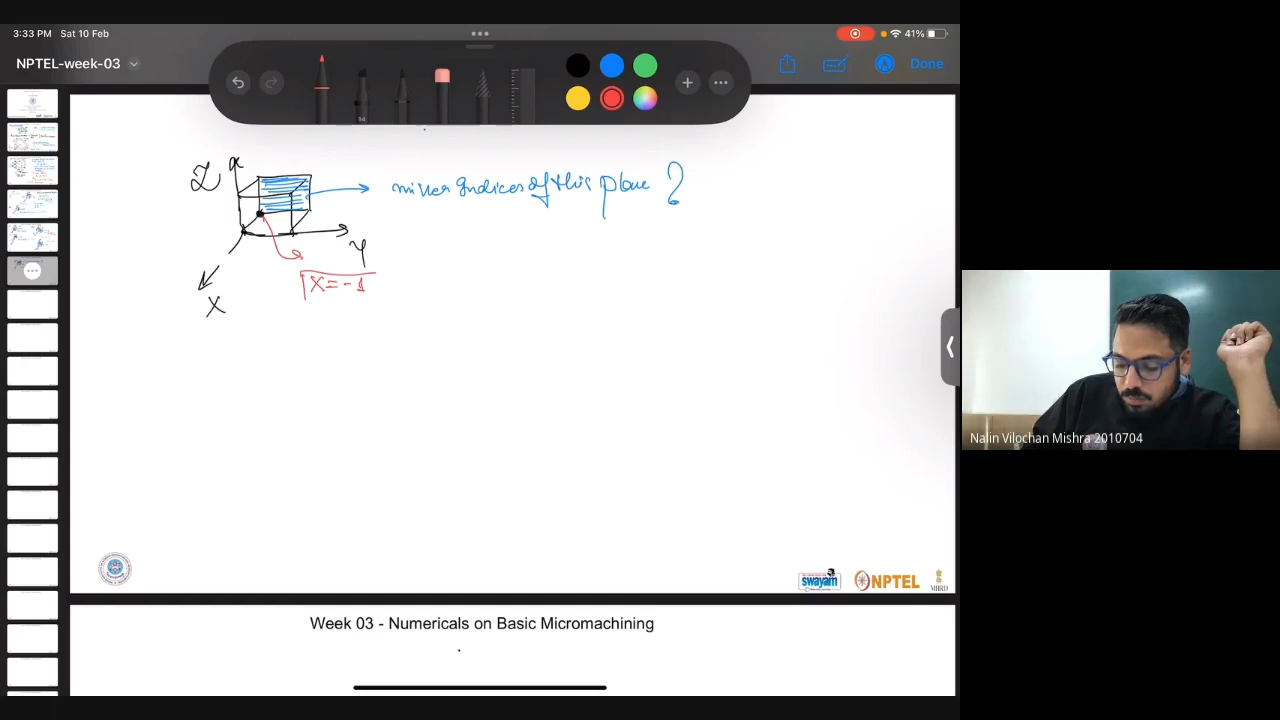 3:33 PM Sat 10 Feb
41%
NPTEL-week-03
Done
Z
miller Indices of this plane ?
Y
X = -1
X
Nalin Vilochan Mishra 2010704
swayam
NPTEL
MHRD
Week 03 - Numericals on Basic Micromachining